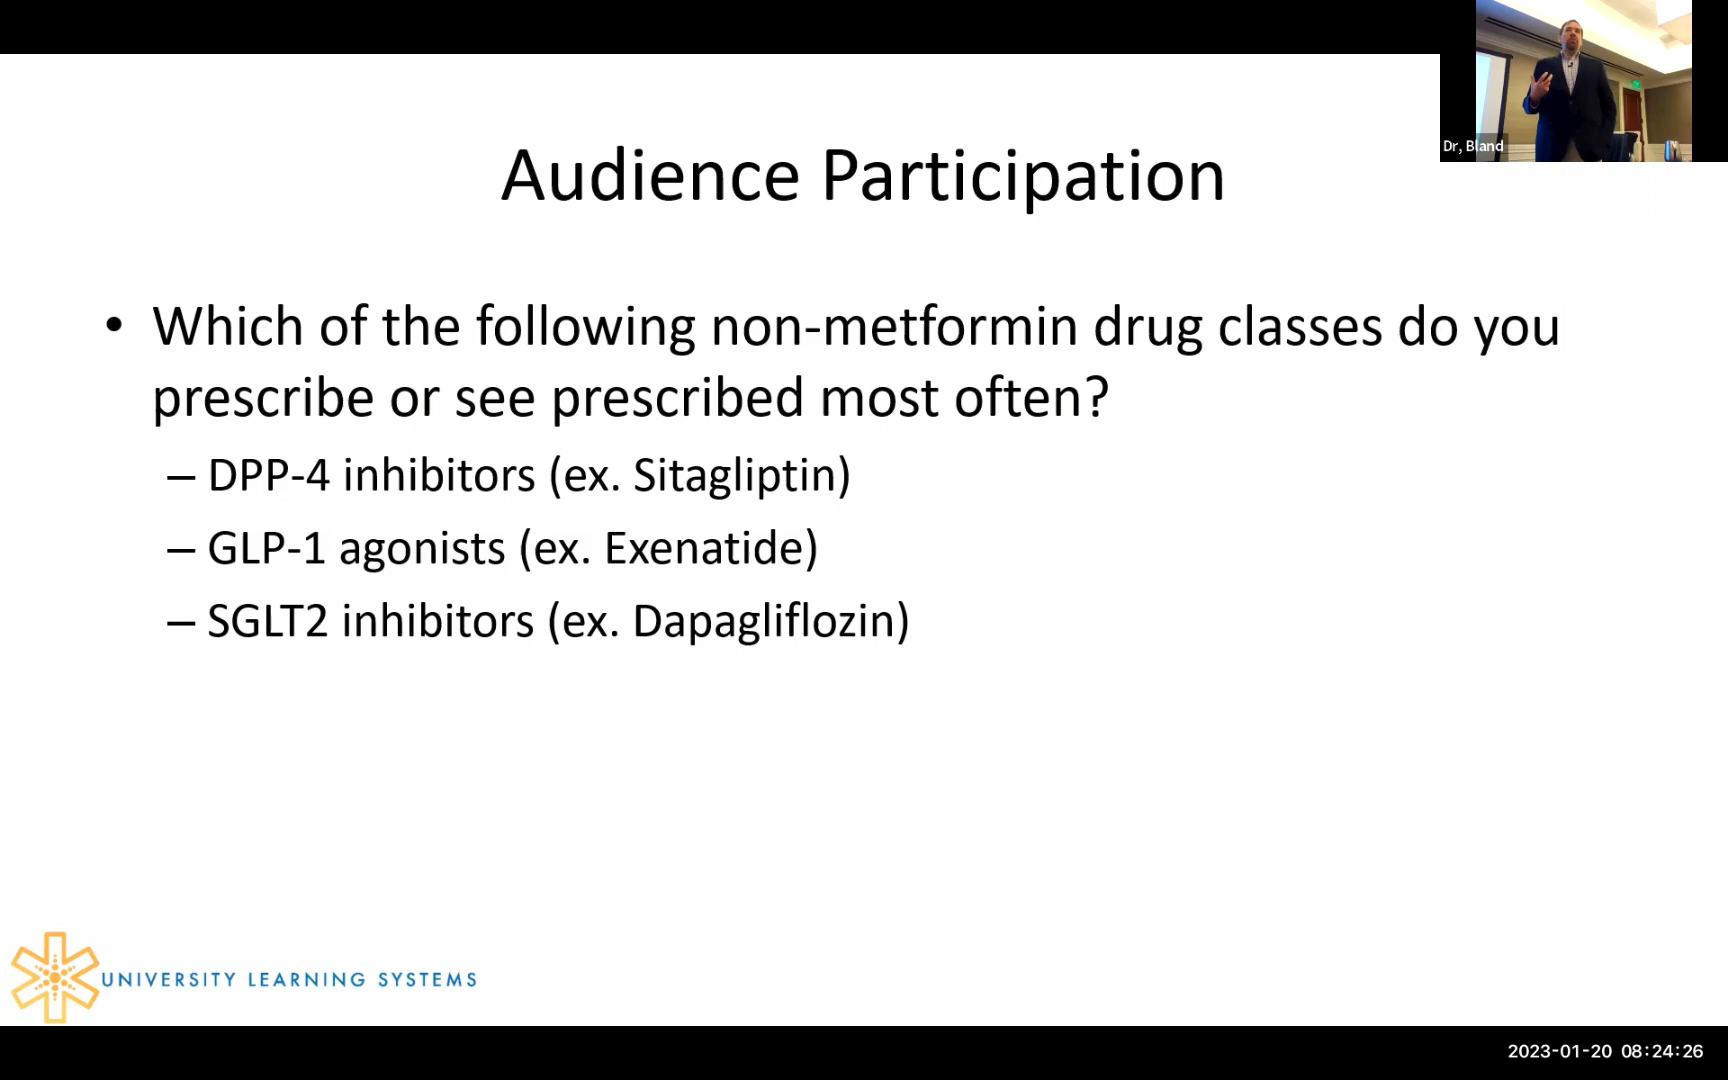 Dr, Bland
Audience Participation
• Which of the following non-metformin drug classes do you
prescribe or see prescribed most often?
– DPP-4 inhibitors (ex. Sitagliptin)
– GLP-1 agonists (ex. Exenatide)
– SGLT2 inhibitors (ex. Dapagliflozin)
UNIVERSITY LEARNING SYSTEMS
2023-01-20 08:24:26